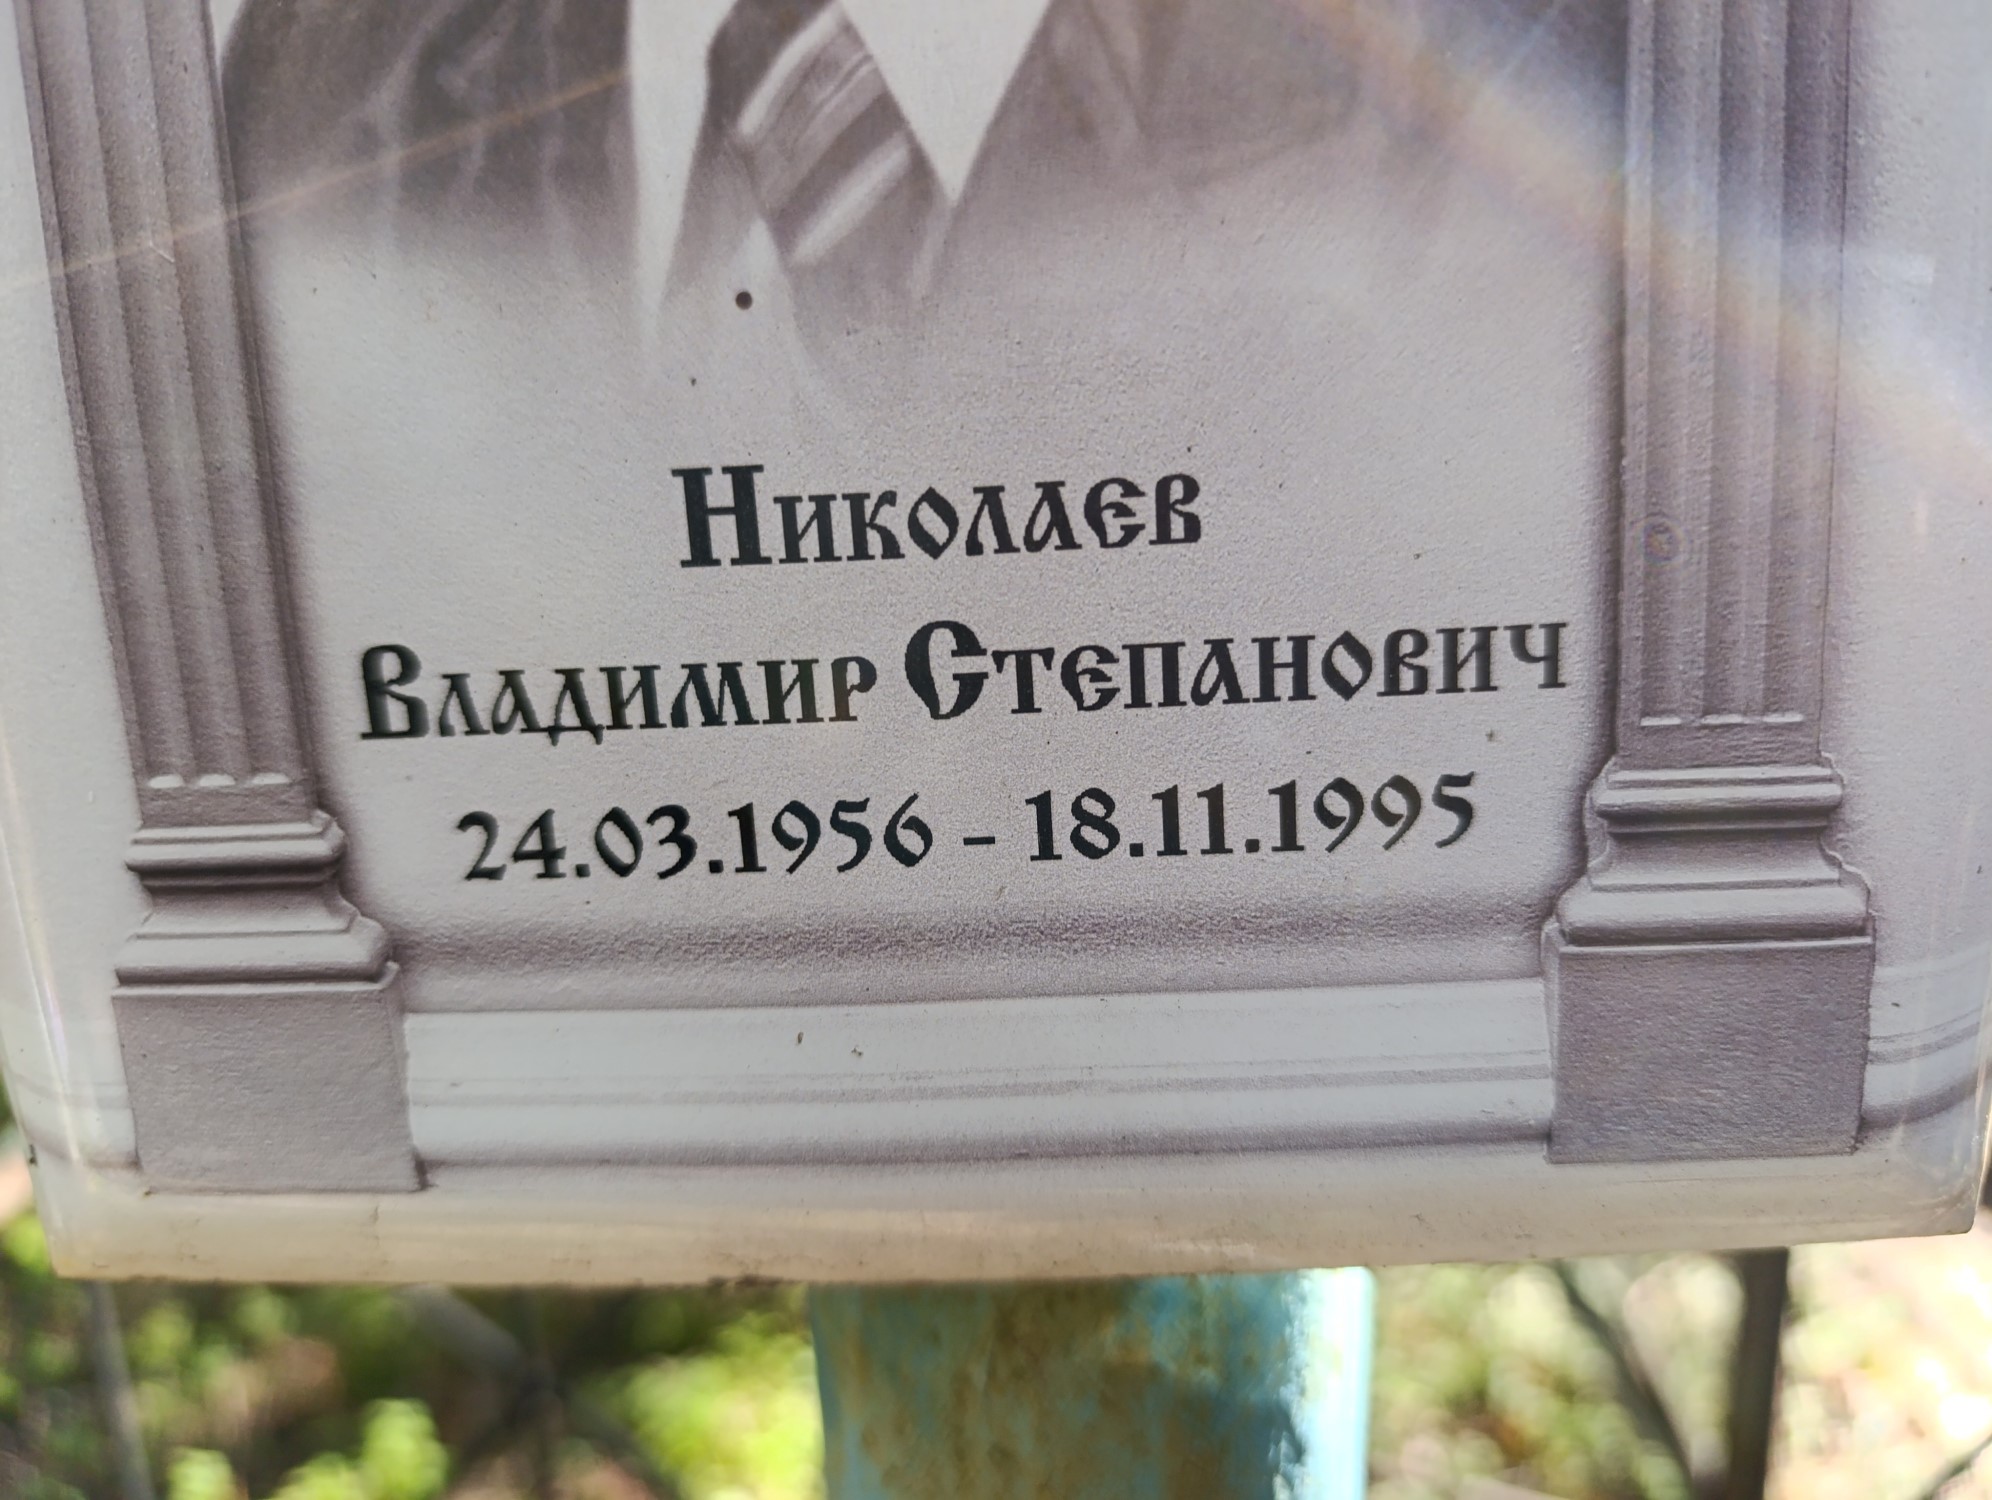 Николаев
Владимир Степанович
24.03.1956 - 18.11.1995